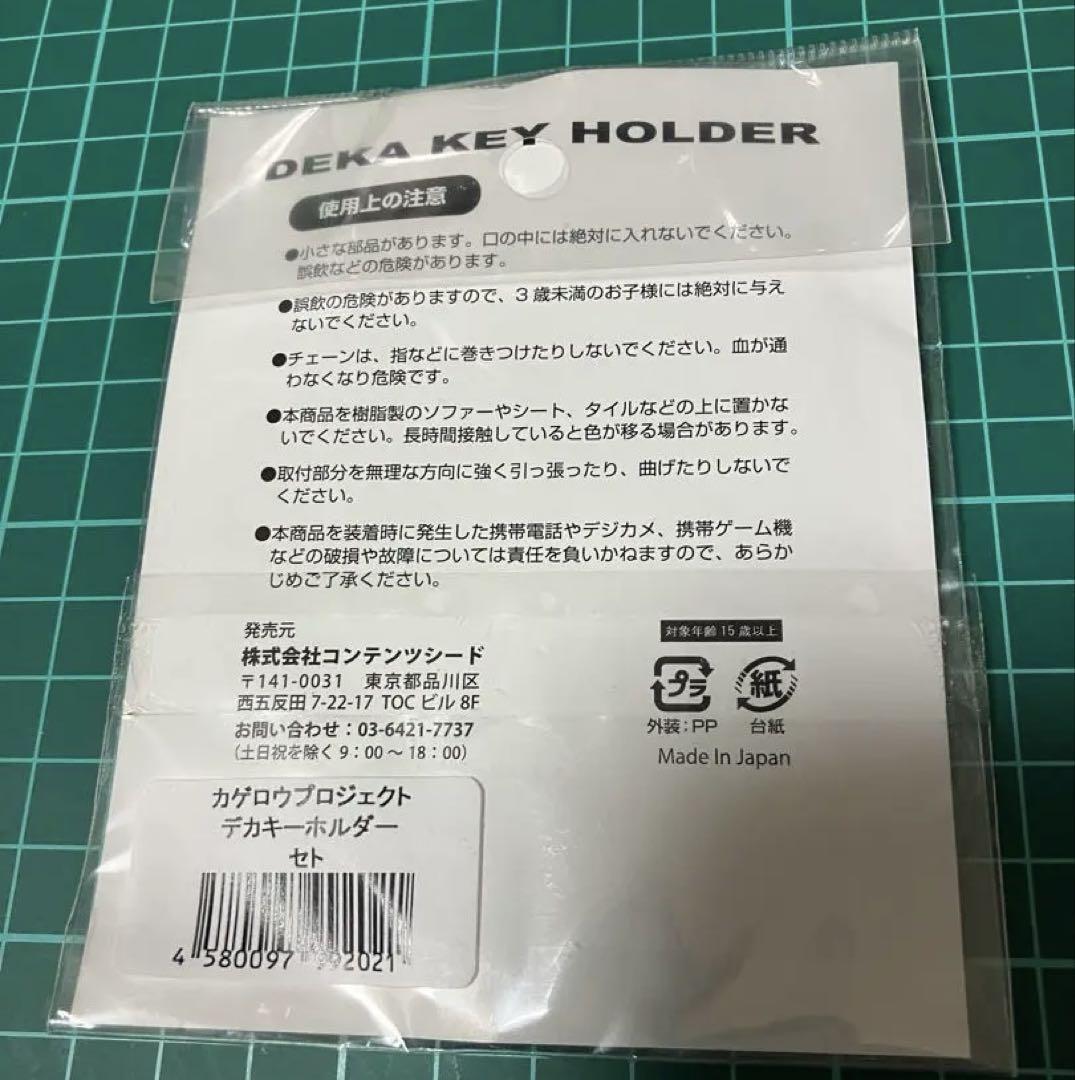 DEKA KEY HOLDER
使用上の注意
●小さな部品があります。口の中には絶対に入れないでください。
誤飲などの危険があります。
●誤飲の危険がありますので、3歳未満のお子様には絶対に与え
ないでください。
●チェーンは、指などに巻きつけたりしないでください。血が通
わなくなり危険です。
●本商品を樹脂製のソファーやシート、タイルなどの上に置かな
いでください。長時間接触していると色が移る場合があります。
●取付部分を無理な方向に強く引っ張ったり、曲げたりしないで
ください。
●本商品を装着時に発生した携帯電話やデジカメ、携帯ゲーム機
などの破損や故障については責任を負いかねますので、あらか
じめご了承ください。
発売元
株式会社コンテンツシード
〒141-0031 東京都品川区
西五反田 7-22-17 TOC ビル 8F
お問い合わせ:03-6421-7737
(土日祝を除く 9:00 ~ 18:00)
対象年齢 15 歳以上
プラ 紙
外装:PP 台紙
Made In Japan
カゲロウプロジェクト
デカキーホルダー
セト
4 580097